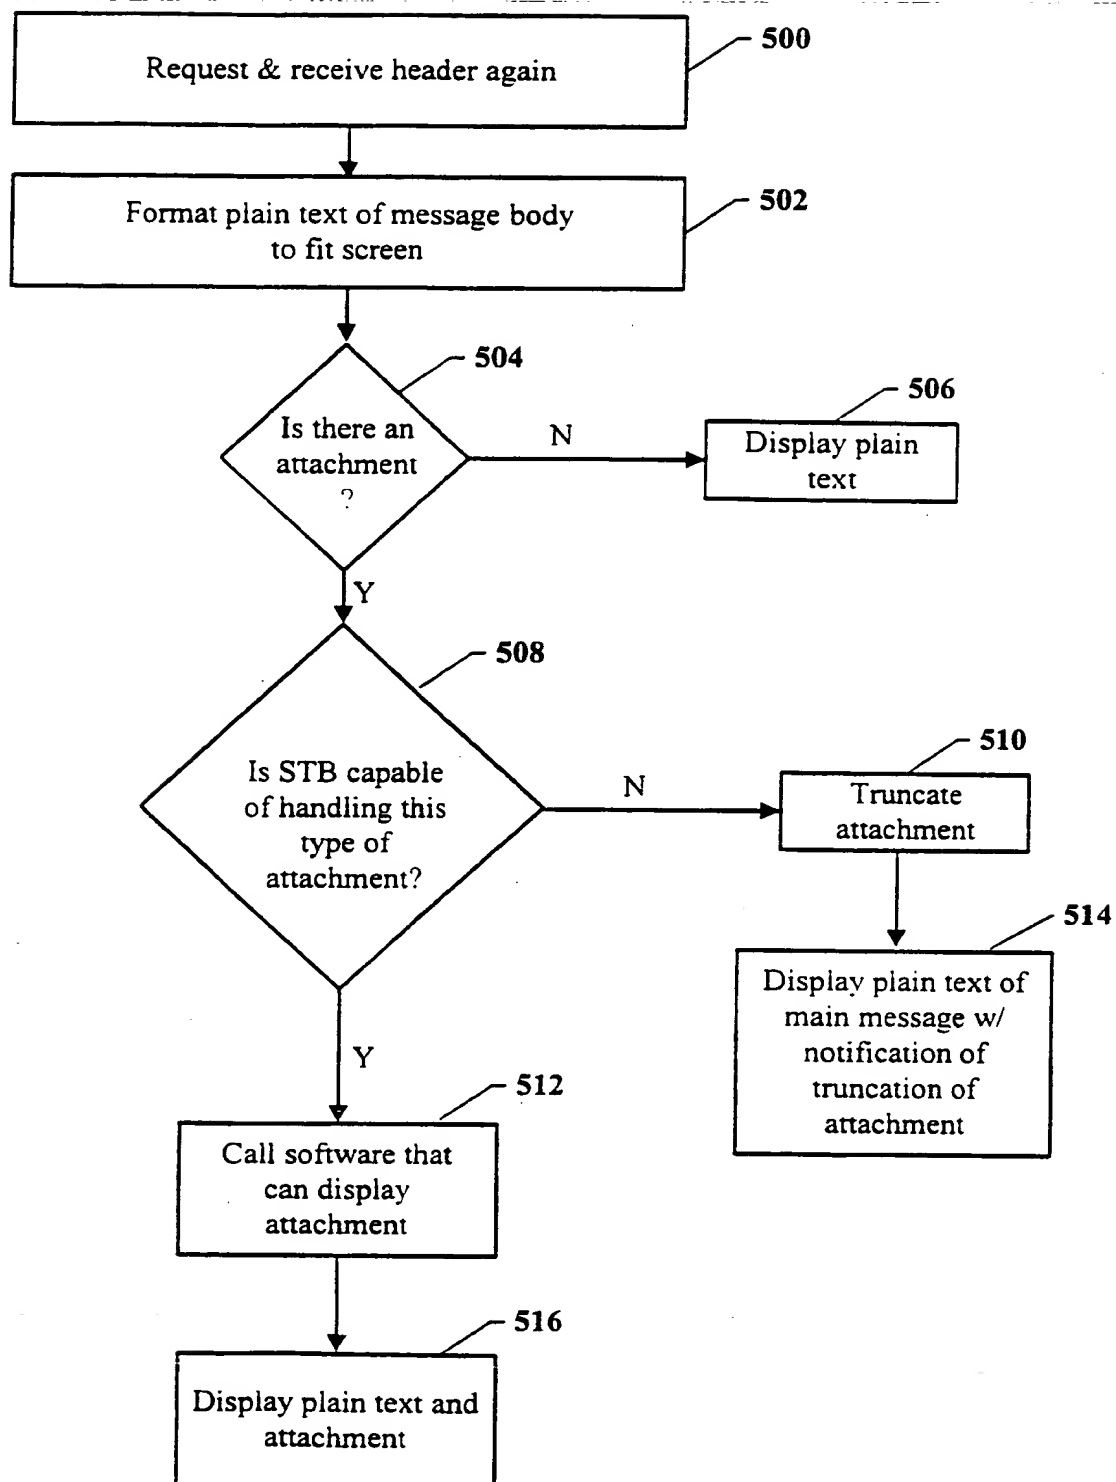 500
Request & receive header again
502
Format plain text of message body
to fit screen
504
Is there an
attachment
?
N
506
Display plain
text
Y
508
Is STB capable
of handling this
type of
attachment?
N
510
Truncate
attachment
514
Display plain text of
main message w/
notification of
truncation of
attachment
Y
512
Call software that
can display
attachment
516
Display plain text and
attachment